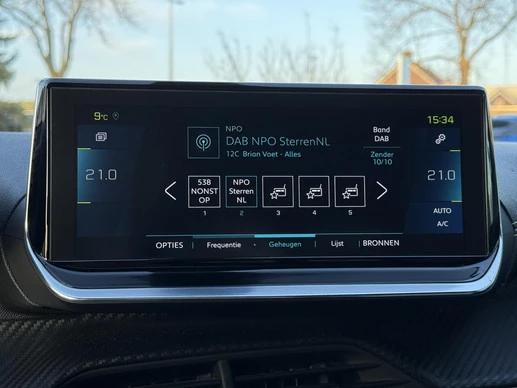 9°C
15:34
NPO
DAB NPO SterrenNL
12C Brian Voet - Alles
Band
DAB
Zender
10/10
21.0
21.0
538
NONST
OP
1
NPO
Sterren
NL
2
3
4
5
AUTO
A/C
OPTIES
Frequentie
Geheugen
Lijst
BRONNEN